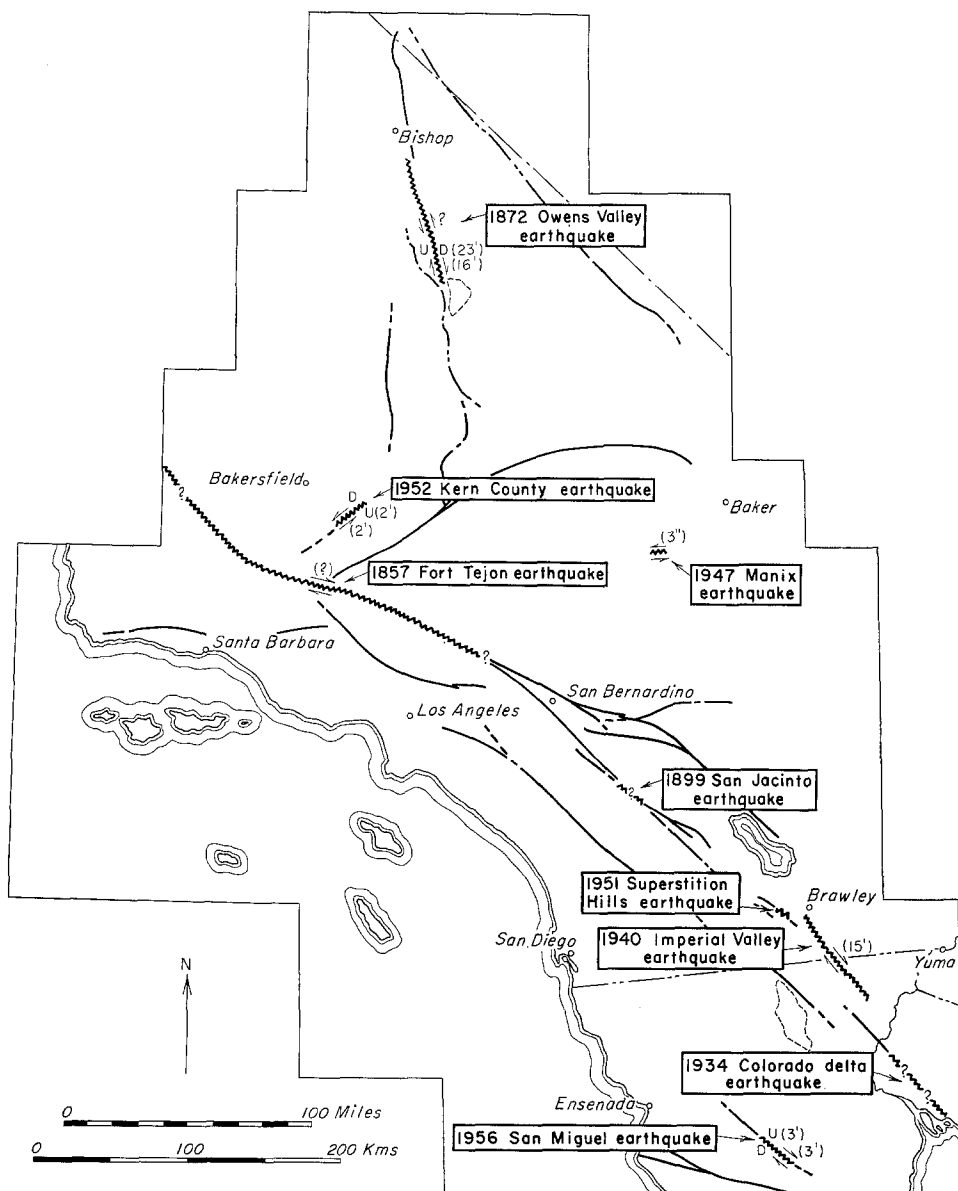 Bishop
?
1872 Owens Valley
earthquake
U D (23')
(16')
Bakersfield
D
1952 Kern County earthquake
U(2')
(2')
?
Baker
(3")
1947 Manix
earthquake
(?)
1857 Fort Tejon earthquake
Santa Barbara
?
San Bernardino
Los Angeles
1899 San Jacinto
earthquake
?
1951 Superstition
Hills earthquake
Brawley
1940 Imperial Valley
earthquake
(15')
San Diego
Yuma
N
1934 Colorado delta
earthquake
?
?
0 100 Miles
0 100 200 Kms
Ensenada
1956 San Miguel earthquake
U (3')
D (3')